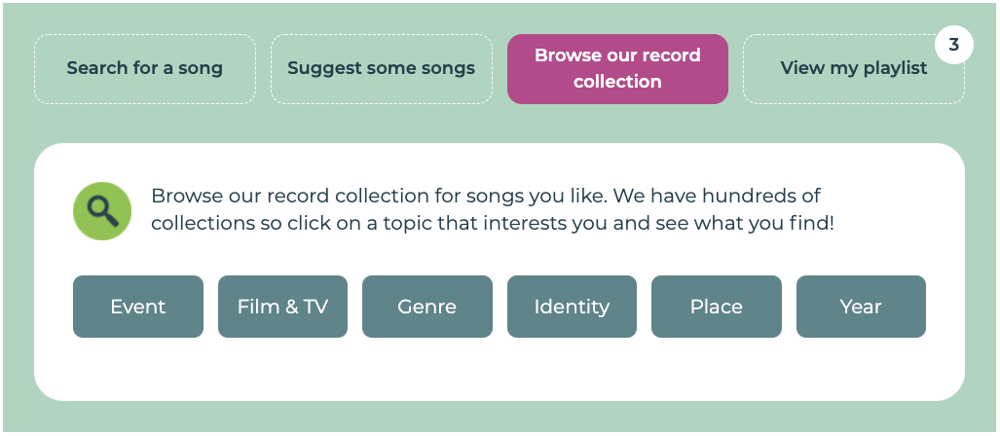 Search for a song
Suggest some songs
Browse our record
collection
View my playlist
3
Browse our record collection for songs you like. We have hundreds of
collections so click on a topic that interests you and see what you find!
Event
Film & TV
Genre
Identity
Place
Year